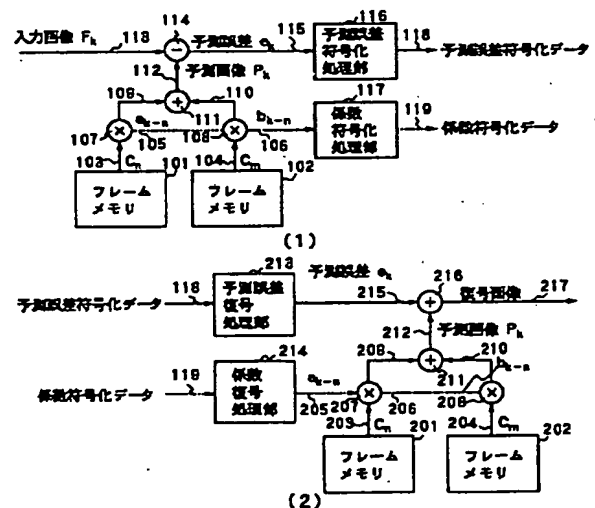 114
入力画像 Fk
113
予測誤差 ek
115
116
予測誤差
符号化
処理部
118
予測誤差符号化データ
112
予測画像 Pk
109
110
111
107
ak-n
105
108
bk-n
106
117
係数
符号化
処理部
119
係数符号化データ
103
Cn
101
フレーム
メモリ
104
Cm
102
フレーム
メモリ
(1)
予測誤差符号化データ
118
213
予測誤差
復号
処理部
予測誤差 ek
215
216
復号画像
217
212
予測画像 Pk
209
210
211
bk-n
係数符号化データ
119
214
係数
復号
処理部
ak-n
205
207
206
208
203
Cn
201
フレーム
メモリ
204
Cm
202
フレーム
メモリ
(2)